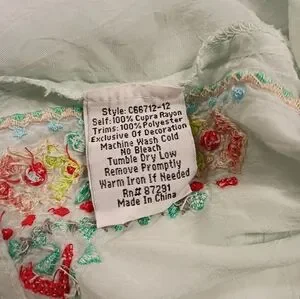 Style: C66712-12
Self: 100% Cupra Rayon
Trims: 100% Polyester
Exclusive Of Decoration
Machine Wash Cold
NO Bleach
Tumble Dry Low
Remove Promptly
Warm Iron If Needed
Rn# 87291
Made In China